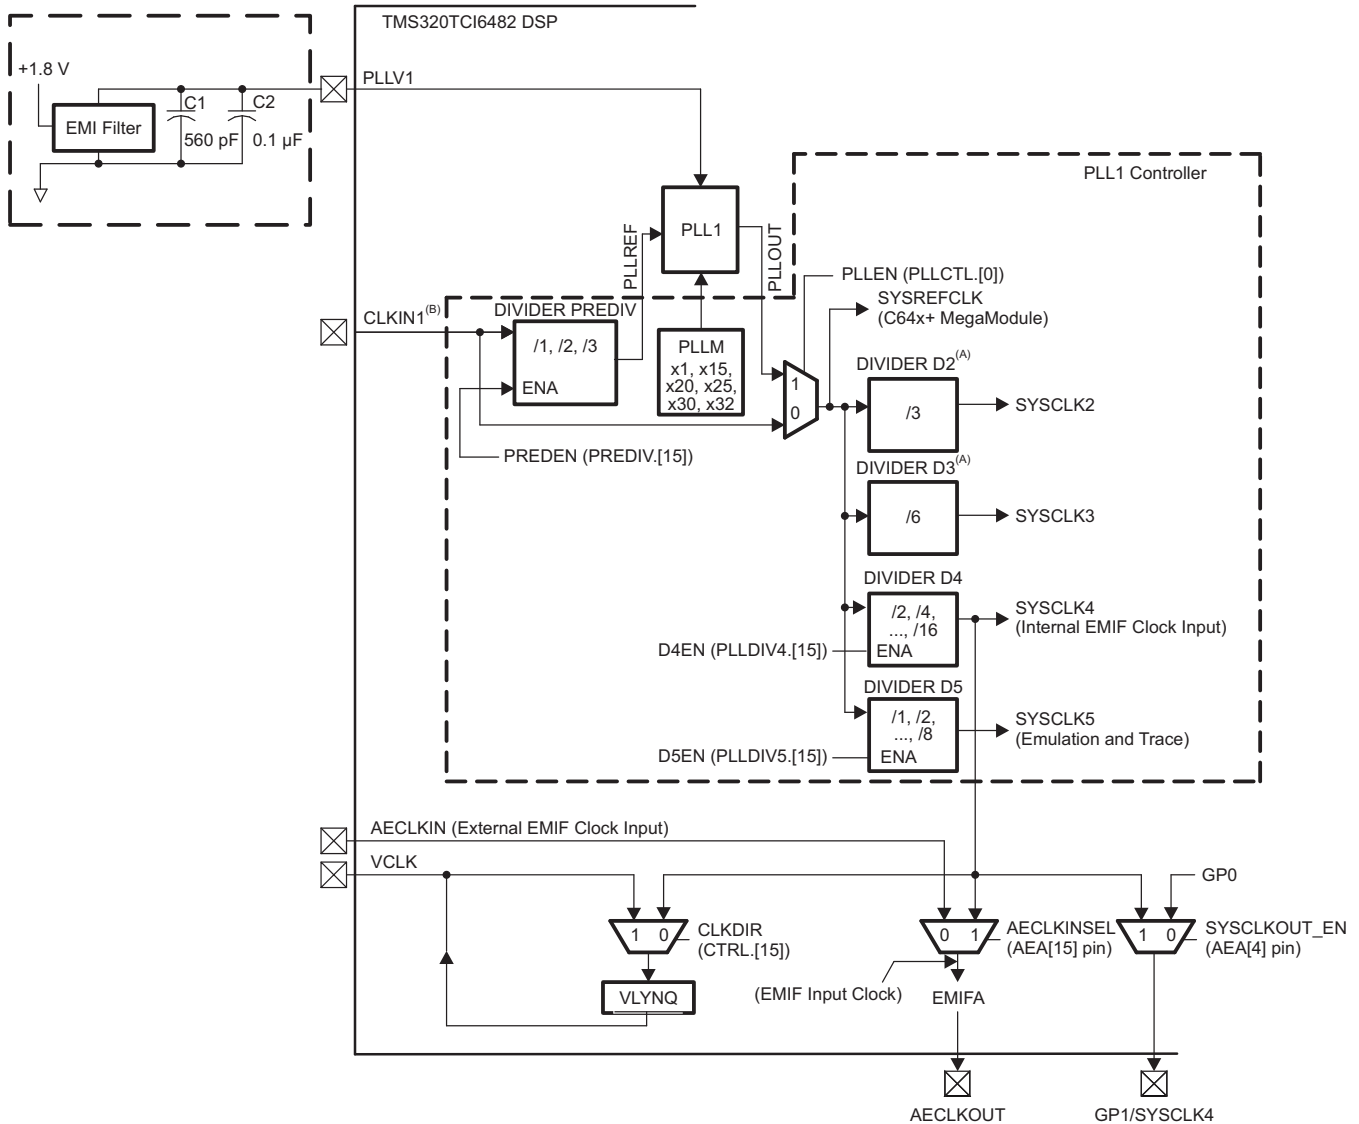 TMS320TCI6482 DSP
+1.8 V
PLLV1
C1
C2
EMI Filter
560 pF
0.1 µF
PLL1 Controller
PLL1
PLLREF
PLLOUT
PLLEN (PLLCTL.[0])
SYSREFCLK
(C64x+ MegaModule)
CLKIN1(B)
DIVIDER PREDIV
/1, /2, /3
ENA
PLLM
x1, x15,
x20, x25,
x30, x32
1
0
DIVIDER D2(A)
/3
SYSCLK2
PREDEN (PREDIV.[15])
DIVIDER D3(A)
/6
SYSCLK3
DIVIDER D4
/2, /4,
..., /16
ENA
SYSCLK4
(Internal EMIF Clock Input)
D4EN (PLLDIV4.[15])
DIVIDER D5
/1, /2,
..., /8
ENA
SYSCLK5
(Emulation and Trace)
D5EN (PLLDIV5.[15])
AECLKIN (External EMIF Clock Input)
VCLK
GP0
1 0
CLKDIR
(CTRL.[15])
0 1
AECLKINSEL
(AEA[15] pin)
1 0
SYSCLKOUT_EN
(AEA[4] pin)
VLYNQ
(EMIF Input Clock)
EMIFA
AECLKOUT
GP1/SYSCLK4